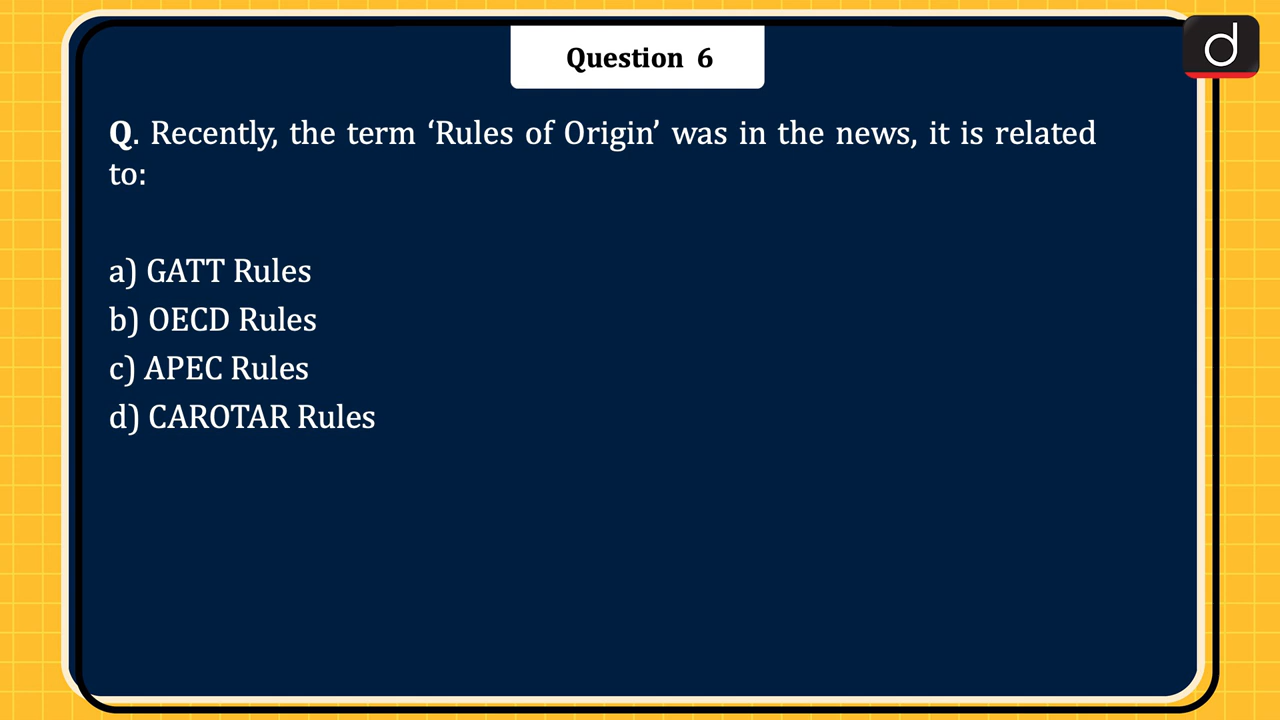 Question 6
d
Q. Recently, the term ‘Rules of Origin’ was in the news, it is related
to:
a) GATT Rules
b) OECD Rules
c) APEC Rules
d) CAROTAR Rules